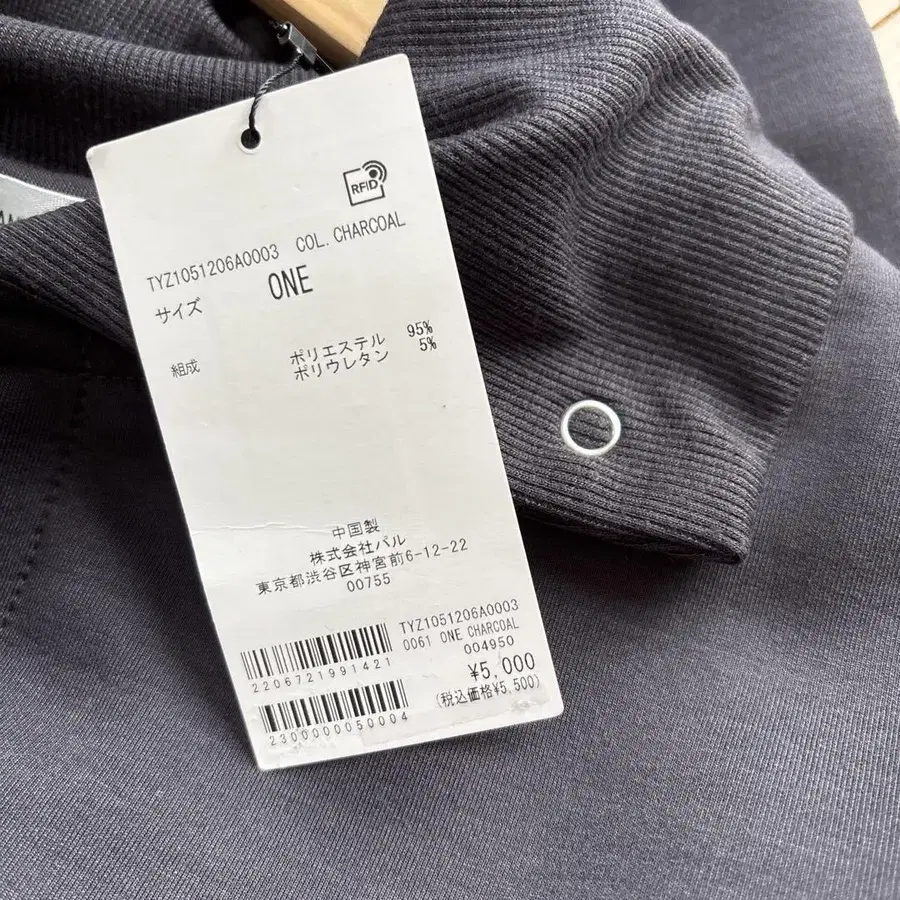 RFID
TYZ1051206A0003 COL.CHARCOAL
サイズ ONE
組成 ポリエステル 95%
ポリウレタン 5%
中国製
株式会社パル
東京都渋谷区神宮前6-12-22
00755
TYZ1051206A0003
0061 ONE CHARCOAL
004950
2206721991421
¥5,000
(税込価格¥5,500)
2300000050004